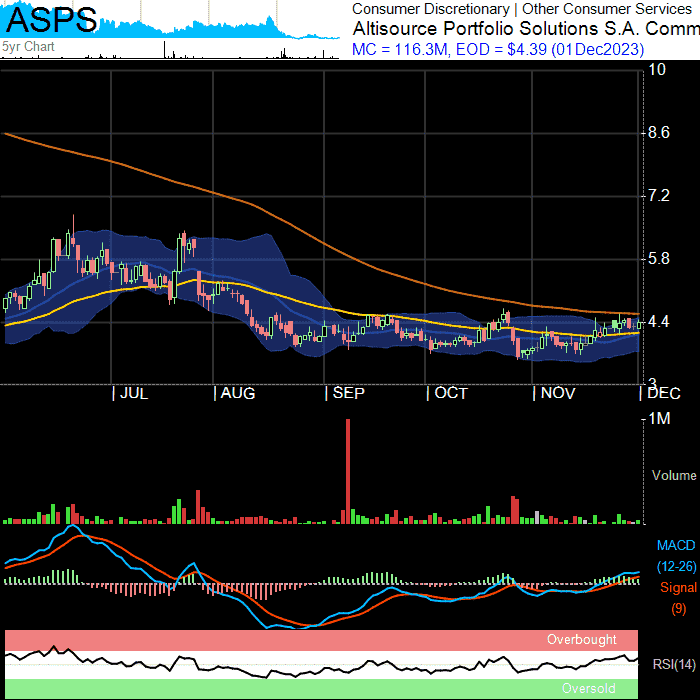 ASPS
5yr Chart
Consumer Discretionary | Other Consumer Services
Altisource Portfolio Solutions S.A. Comm
MC = 116.3M, EOD = $4.39 (01Dec2023)
10
8.6
7.2
5.8
4.4
3
| JUL
| AUG
| SEP
| OCT
| NOV
| DEC
1M
Volume
MACD
(12-26)
Signal
(9)
Overbought
RSI(14)
Oversold